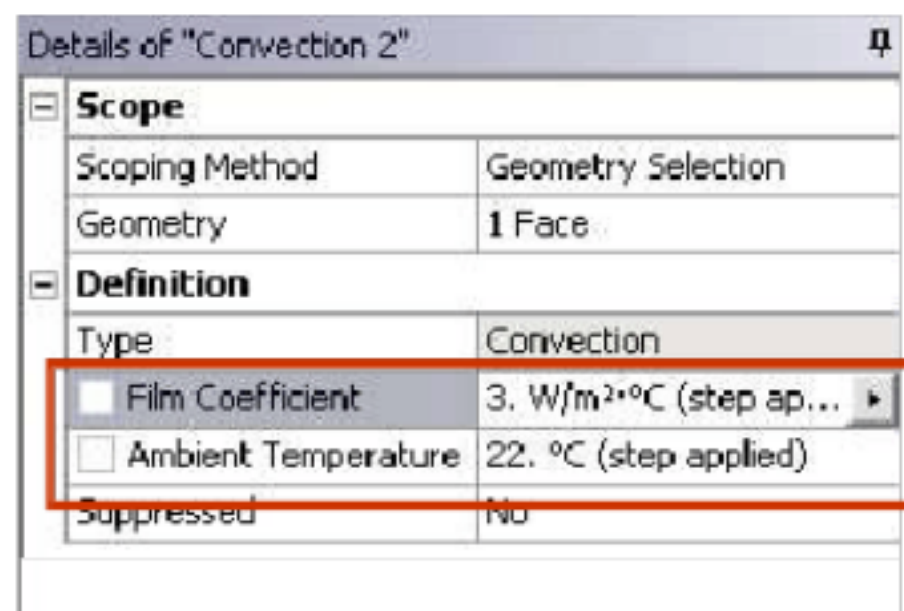 Details of "Convection 2"
Scope
Scoping Method Geometry Selection
Geometry 1 Face
Definition
Type Convection
Film Coefficient 3. W/m²·°C (step ap...
Ambient Temperature 22. °C (step applied)
Suppressed No